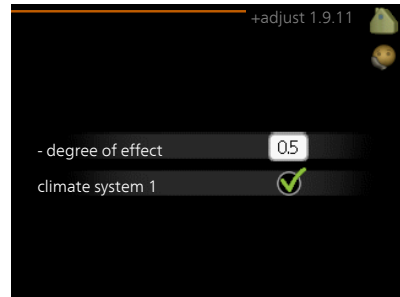 +adjust 1.9.11
- degree of effect 0.5
climate system 1